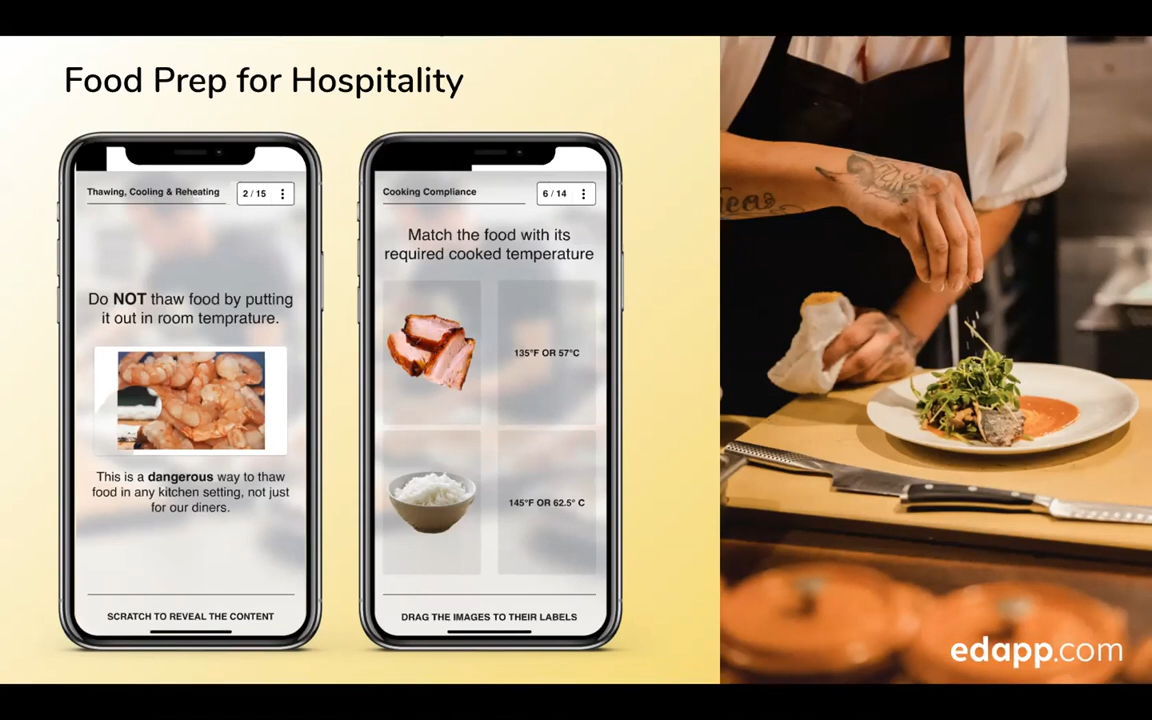 Food Prep for Hospitality
Thawing, Cooling & Reheating
2 / 15
Do NOT thaw food by putting
it out in room temprature.
This is a dangerous way to thaw
food in any kitchen setting, not just
for our diners.
SCRATCH TO REVEAL THE CONTENT
Cooking Compliance
6 / 14
Match the food with its
required cooked temperature
135°F OR 57°C
145°F OR 62.5° C
DRAG THE IMAGES TO THEIR LABELS
edapp.com